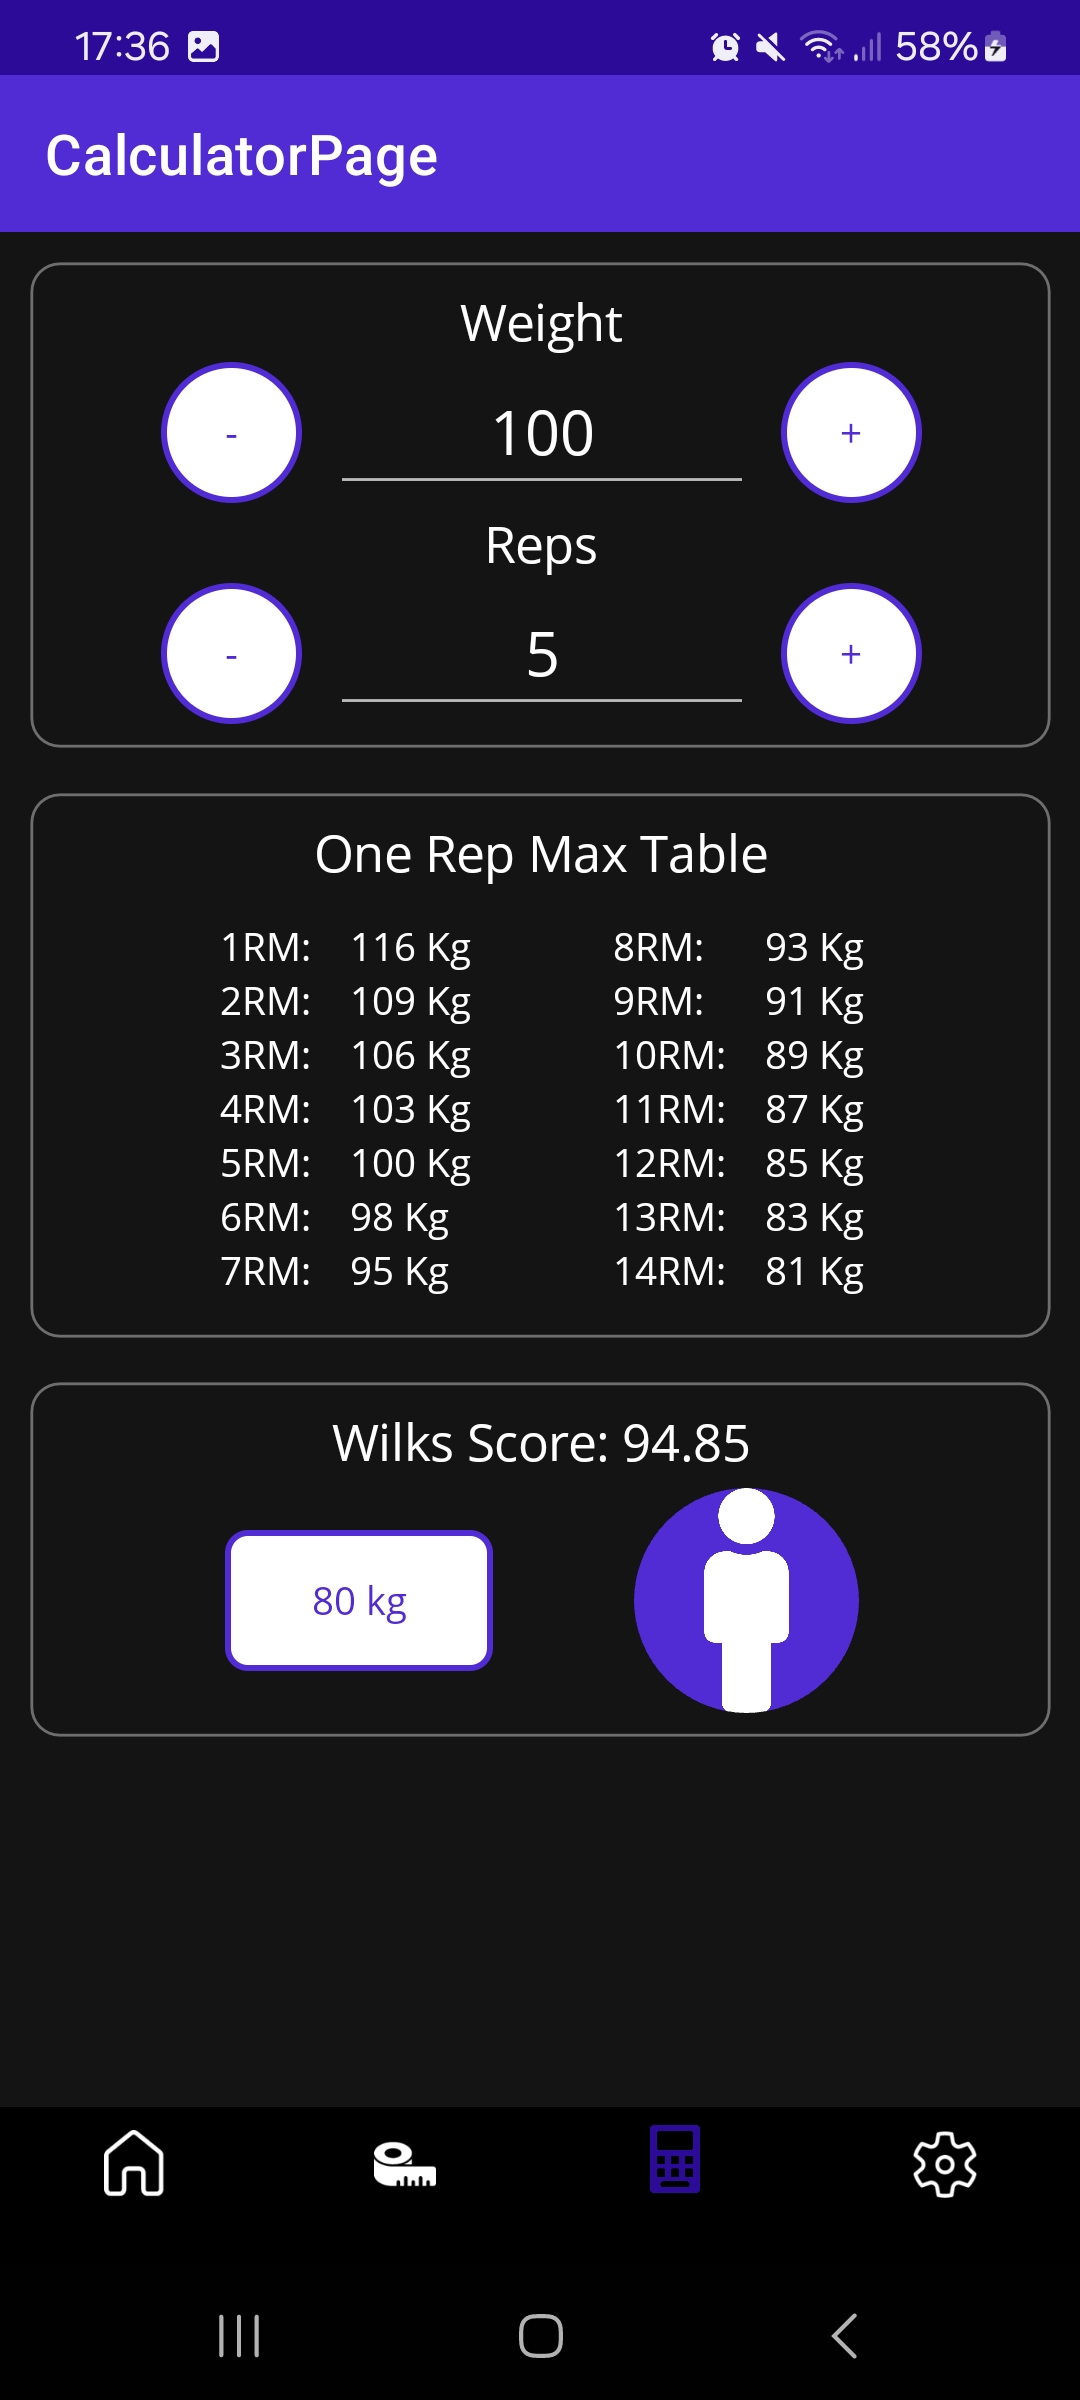 17:36 58%
CalculatorPage
Weight
- 100 +
Reps
- 5 +
One Rep Max Table
1RM: 116 Kg 8RM: 93 Kg
2RM: 109 Kg 9RM: 91 Kg
3RM: 106 Kg 10RM: 89 Kg
4RM: 103 Kg 11RM: 87 Kg
5RM: 100 Kg 12RM: 85 Kg
6RM: 98 Kg 13RM: 83 Kg
7RM: 95 Kg 14RM: 81 Kg
Wilks Score: 94.85
80 kg